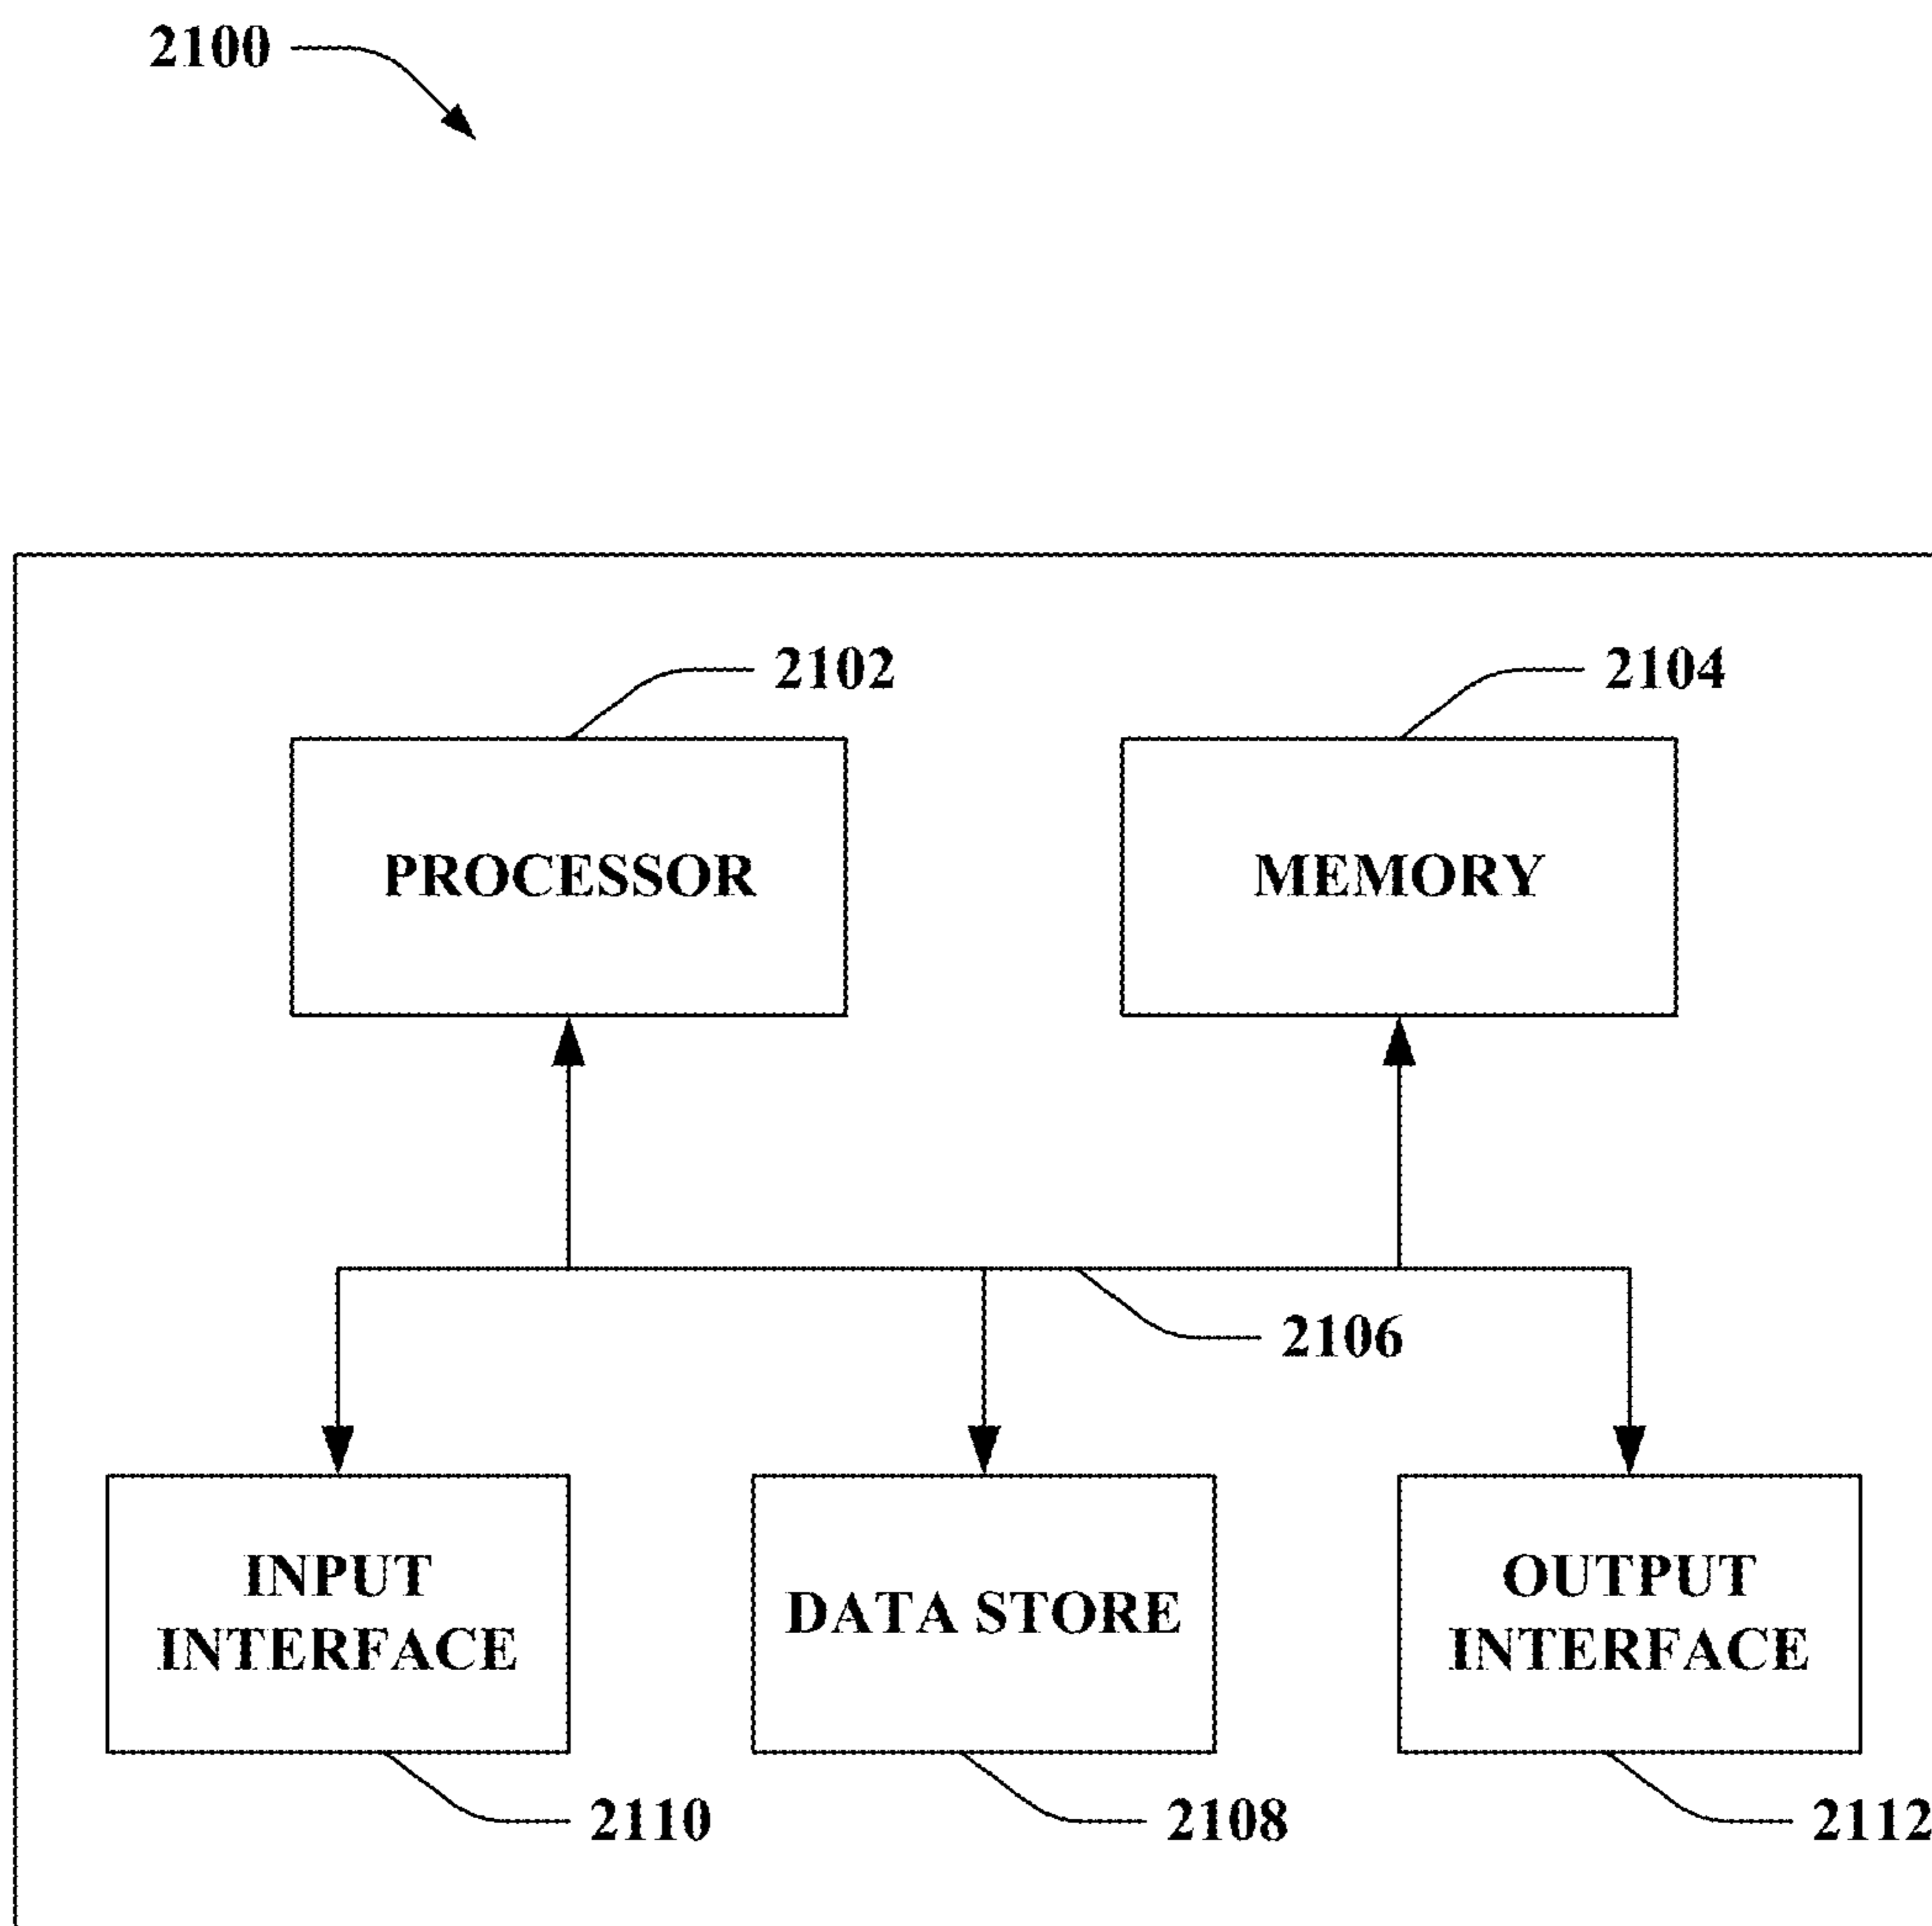 2100
2102
2104
PROCESSOR
MEMORY
2106
INPUT
INTERFACE
DATA STORE
OUTPUT
INTERFACE
2110
2108
2112